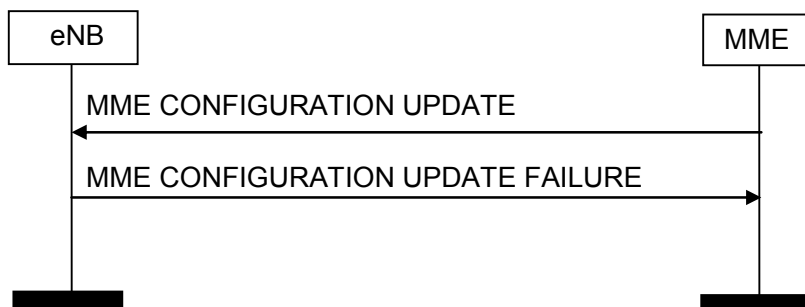 eNB
MME
MME CONFIGURATION UPDATE
MME CONFIGURATION UPDATE FAILURE